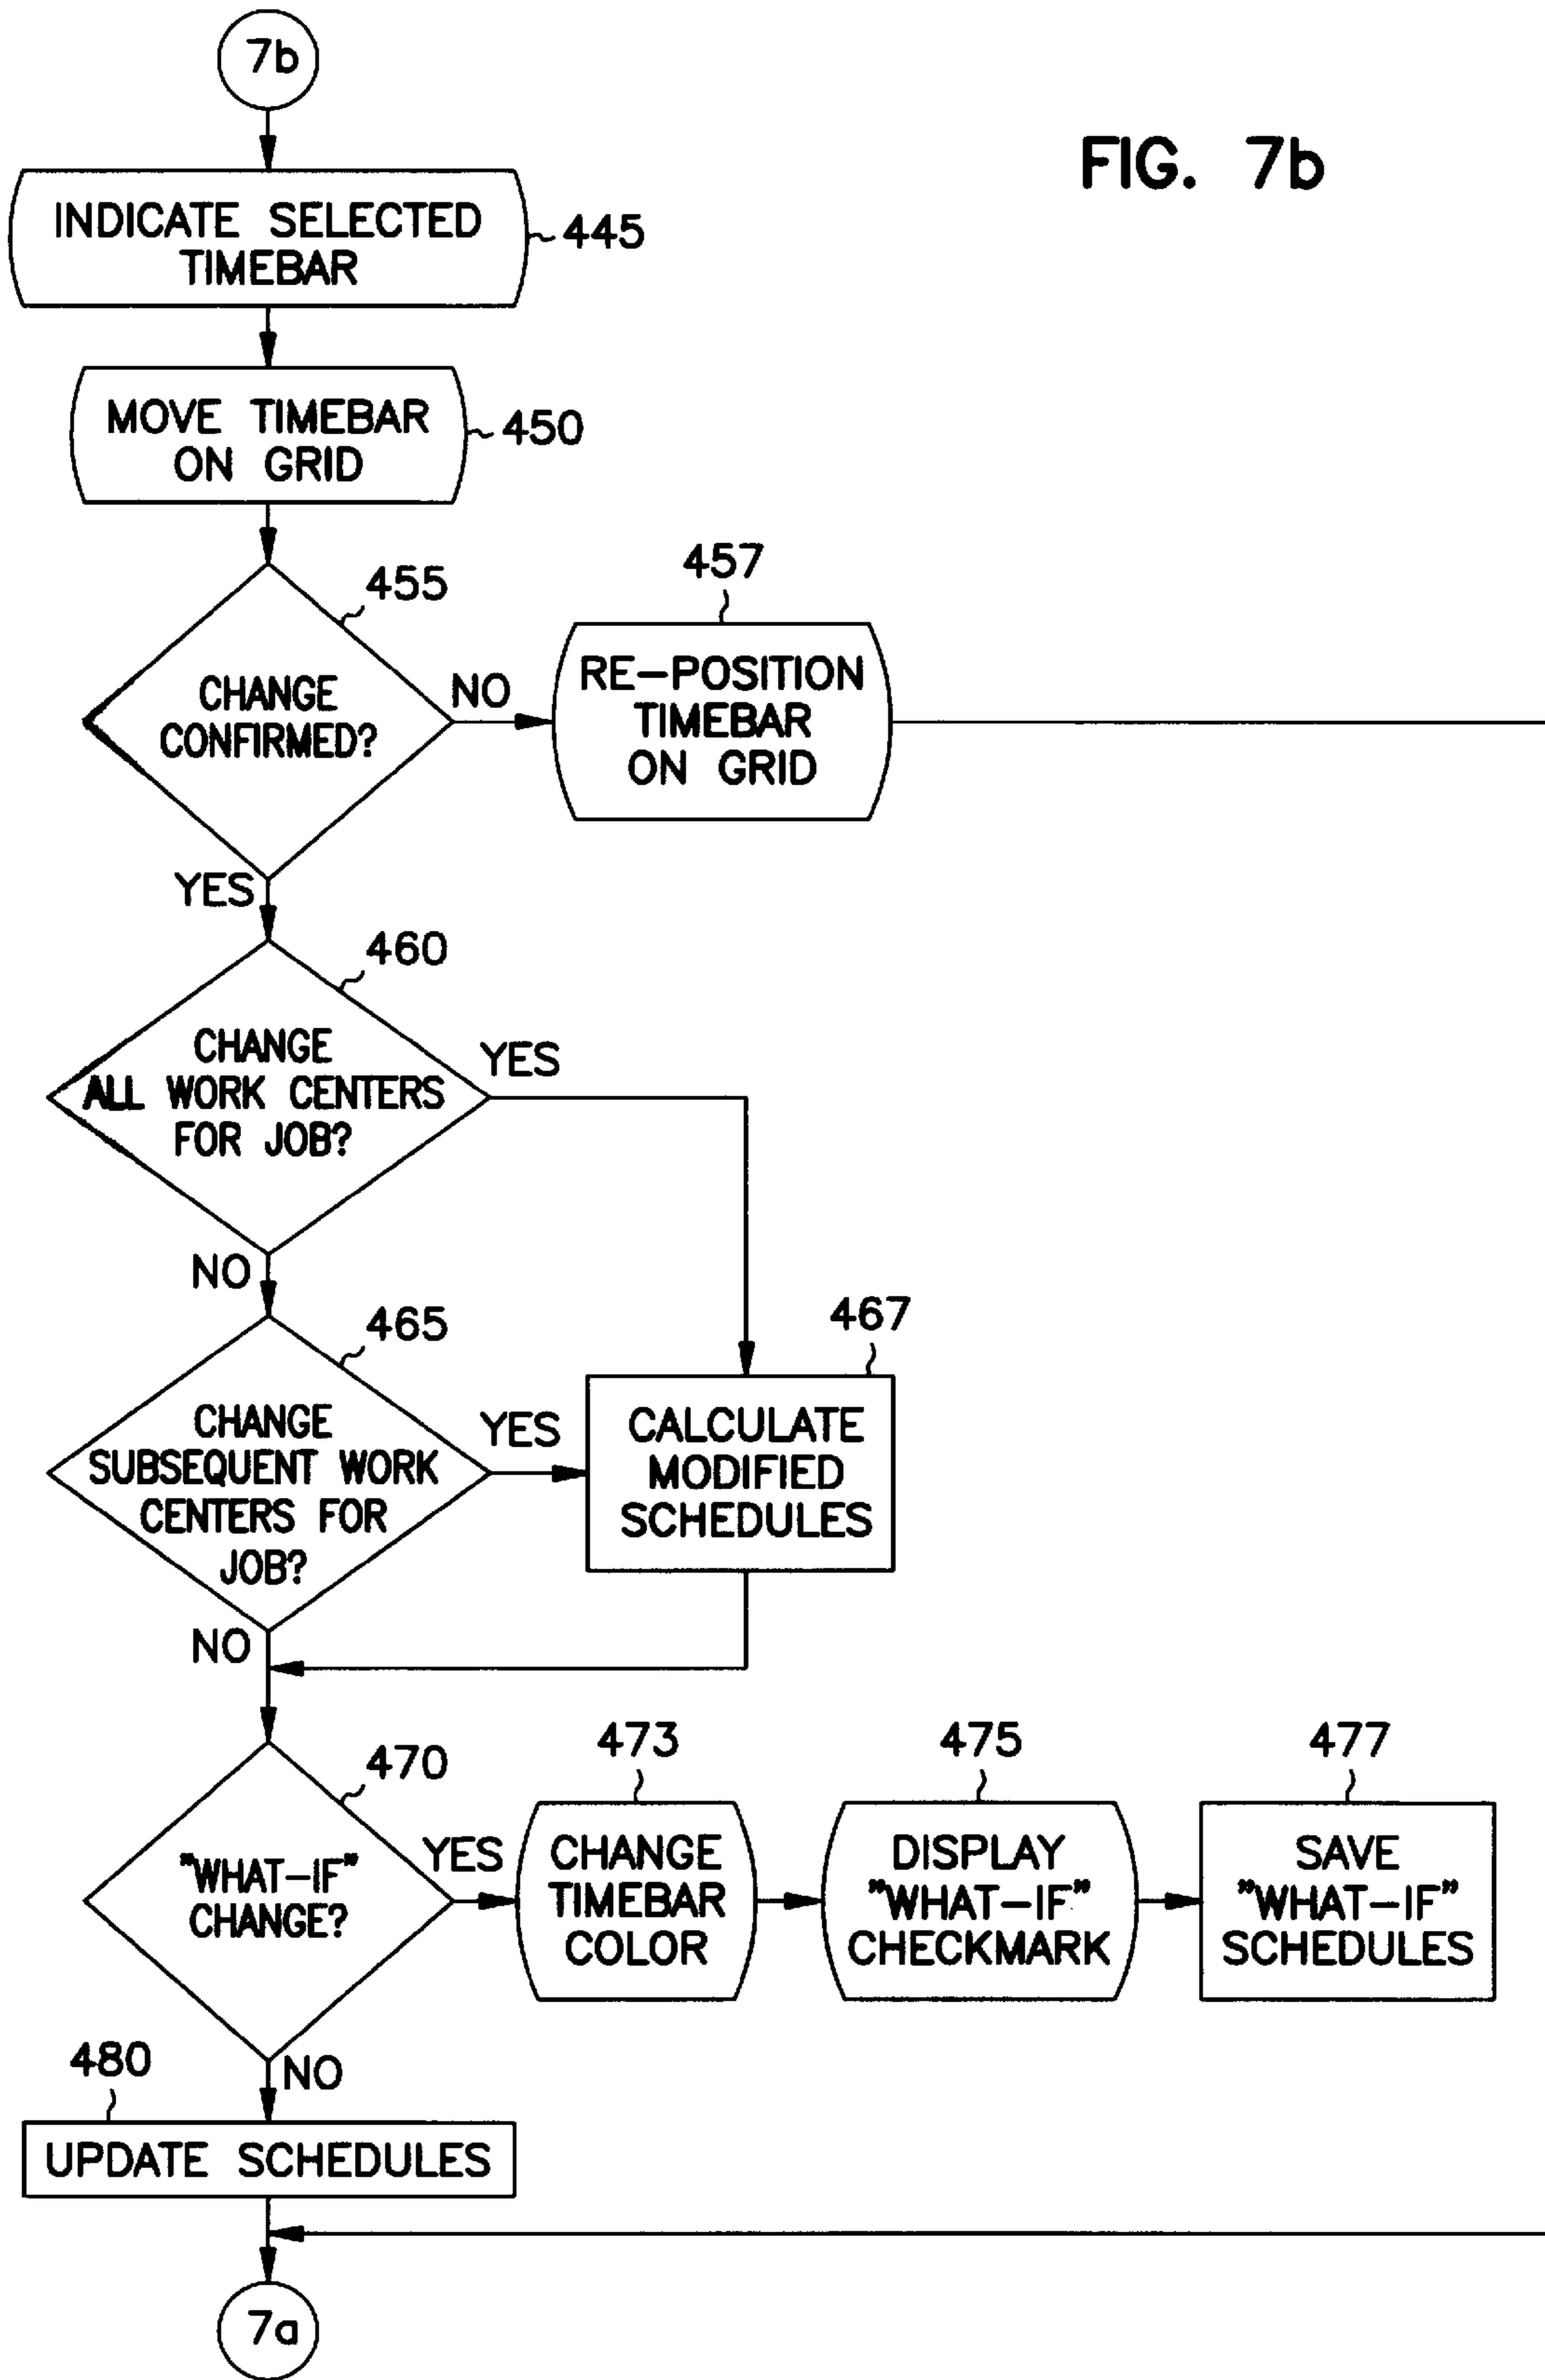 7b
FIG. 7b
INDICATE SELECTED
TIMEBAR
445
MOVE TIMEBAR
ON GRID
450
455
CHANGE
CONFIRMED?
NO
457
RE-POSITION
TIMEBAR
ON GRID
YES
460
CHANGE
ALL WORK CENTERS
FOR JOB?
YES
NO
465
CHANGE
SUBSEQUENT WORK
CENTERS FOR
JOB?
YES
467
CALCULATE
MODIFIED
SCHEDULES
NO
470
"WHAT-IF"
CHANGE?
YES
473
CHANGE
TIMEBAR
COLOR
475
DISPLAY
"WHAT-IF"
CHECKMARK
477
SAVE
"WHAT-IF"
SCHEDULES
NO
480
UPDATE SCHEDULES
7a